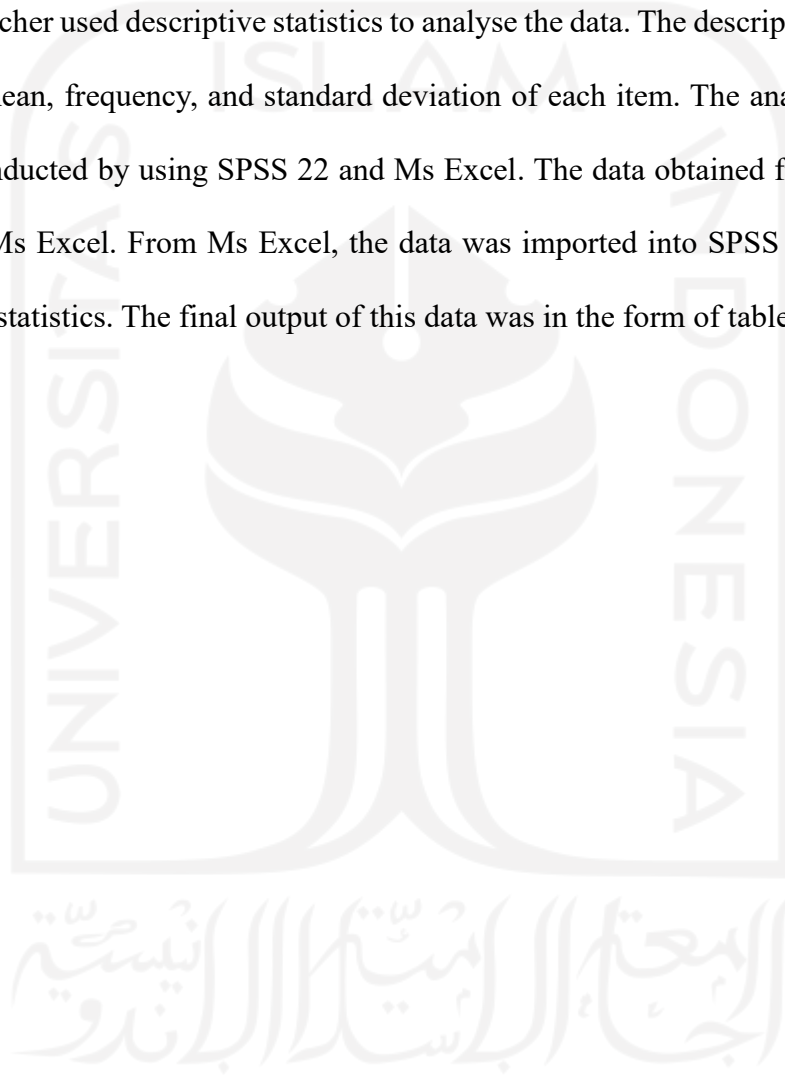 cher used descriptive statistics to analyse the data. The descrip
ean, frequency, and standard deviation of each item. The ana
nducted by using SPSS 22 and Ms Excel. The data obtained f
Ms Excel. From Ms Excel, the data was imported into SPSS
statistics. The final output of this data was in the form of table
ISLAM
UNIVERSITAS
INDONESIA